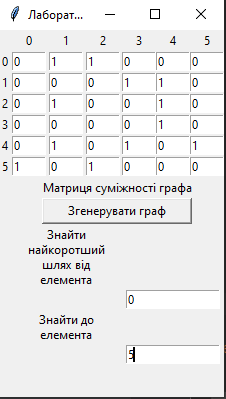 Лаборат...
0 1 2 3 4 5
0 0 1 1 0 0 0
1 0 0 0 1 1 0
2 0 1 0 0 1 0
3 0 0 0 0 0 0
4 0 1 0 1 0 1
5 1 0 1 0 0 0
Матриця суміжності графа
Згенерувати граф
Знайти
найкоротший
шлях від
елемента
0
Знайти до
елемента
5